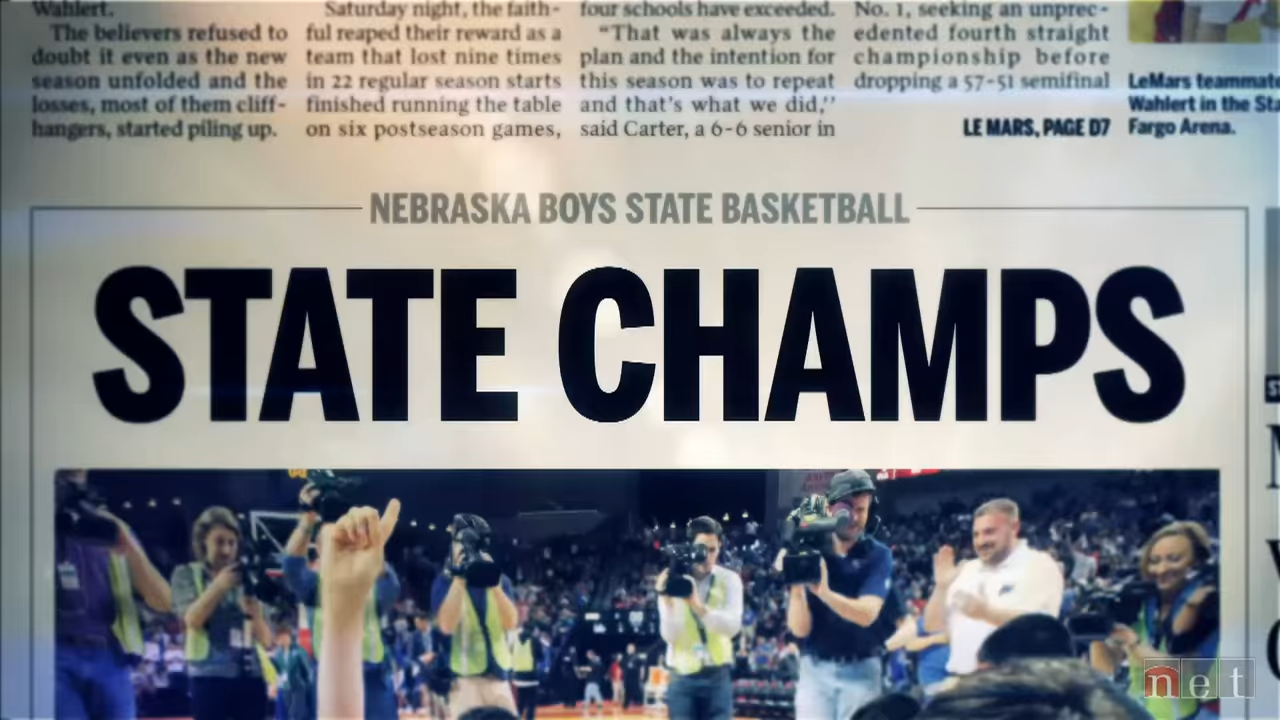 Wahlert.
The believers refused to
doubt it even as the new
season unfolded and the
losses, most of them cliff-
hangers, started piling up.
Saturday night, the faith-
ful reaped their reward as a
team that lost nine times
in 22 regular season starts
finished running the table
on six postseason games,
four schools have exceeded.
“That was always the
plan and the intention for
this season was to repeat
and that's what we did,’’
said Carter, a 6-6 senior in
No. 1, seeking an unprec-
edented fourth straight
championship before
dropping a 57-51 semifinal
LE MARS, PAGE D7
LeMars teammat
Wahlert in the Sta
Fargo Arena.
NEBRASKA BOYS STATE BASKETBALL
STATE CHAMPS
net